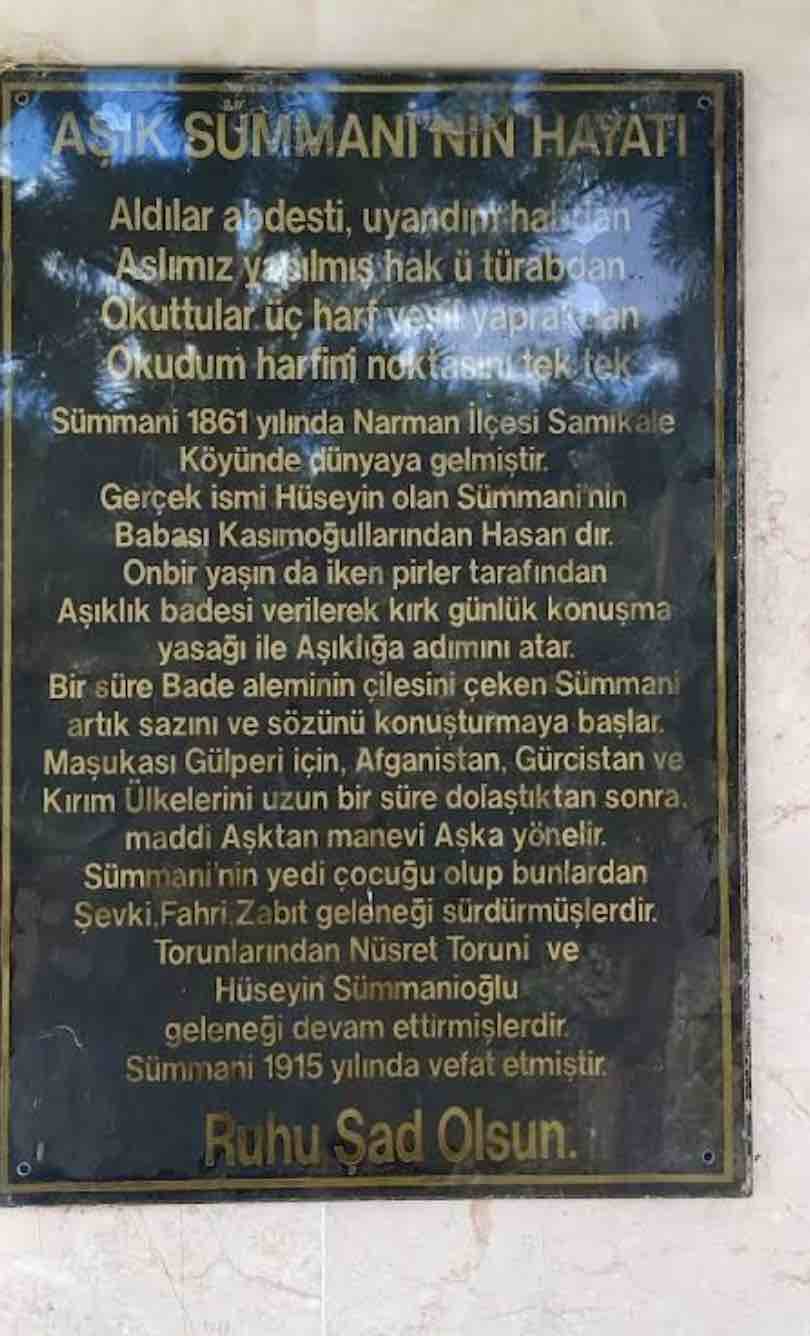 AŞIK SÜMMANİ'NİN HAYATI
Aldılar abdesti, uyandım habıdan
Aslımız yapılmış hak ü türabdan
Okuttular üç harf yeşil yapraktan
Okudum harfini noktasını tek tek
Sümmani 1861 yılında Narman İlçesi Samikale
Köyünde dünyaya gelmiştir.
Gerçek ismi Hüseyin olan Sümmani'nin
Babası Kasımoğullarından Hasan dır.
Onbir yaşın da iken pirler tarafından
Aşıklık badesi verilerek kırk günlük konuşma
yasağı ile Aşıklığa adımını atar.
Bir süre Bade aleminin çilesini çeken Sümmani
artık sazını ve sözünü konuşturmaya başlar.
Maşukası Gülperi için, Afganistan, Gürcistan ve
Kırım Ülkelerini uzun bir süre dolaştıktan sonra,
maddi Aşktan manevi Aşka yönelir.
Sümmani'nin yedi çocuğu olup bunlardan
Şevki,Fahri,Zabıt geleneği sürdürmüşlerdir.
Torunlarından Nüsret Toruni ve
Hüseyin Sümmanioğlu
geleneği devam ettirmişlerdir.
Sümmani 1915 yılında vefat etmiştir.
Ruhu Şad Olsun.